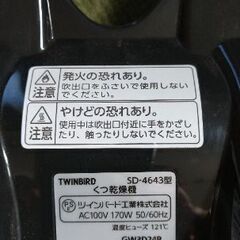 発火の恐れあり。
注意
吹出口をふさいで使用しない
でください。
やけどの恐れあり。
注意
使用中は吹出口付近に手をかざし
たり、触ったりしないでください。
TWINBIRD SD-4643型
くつ乾燥機
PS E ツインバード工業株式会社
AC100V 170W 50/60Hz
温度ヒューズ 121℃
GW3D24R